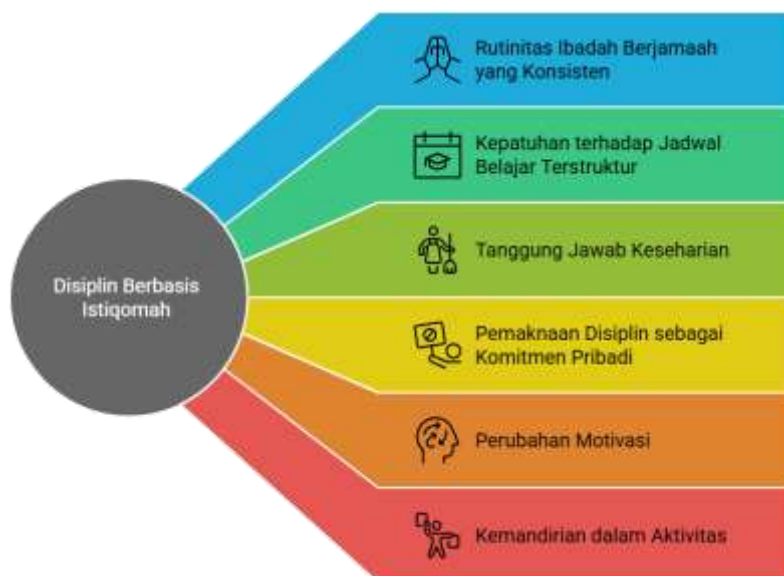 Disiplin Berbasis
Istiqomah
Rutinitas Ibadah Berjamaah
yang Konsisten
Kepatuhan terhadap Jadwal
Belajar Terstruktur
Tanggung Jawab Keseharian
Pemaknaan Disiplin sebagai
Komitmen Pribadi
Perubahan Motivasi
Kemandirian dalam Aktivitas